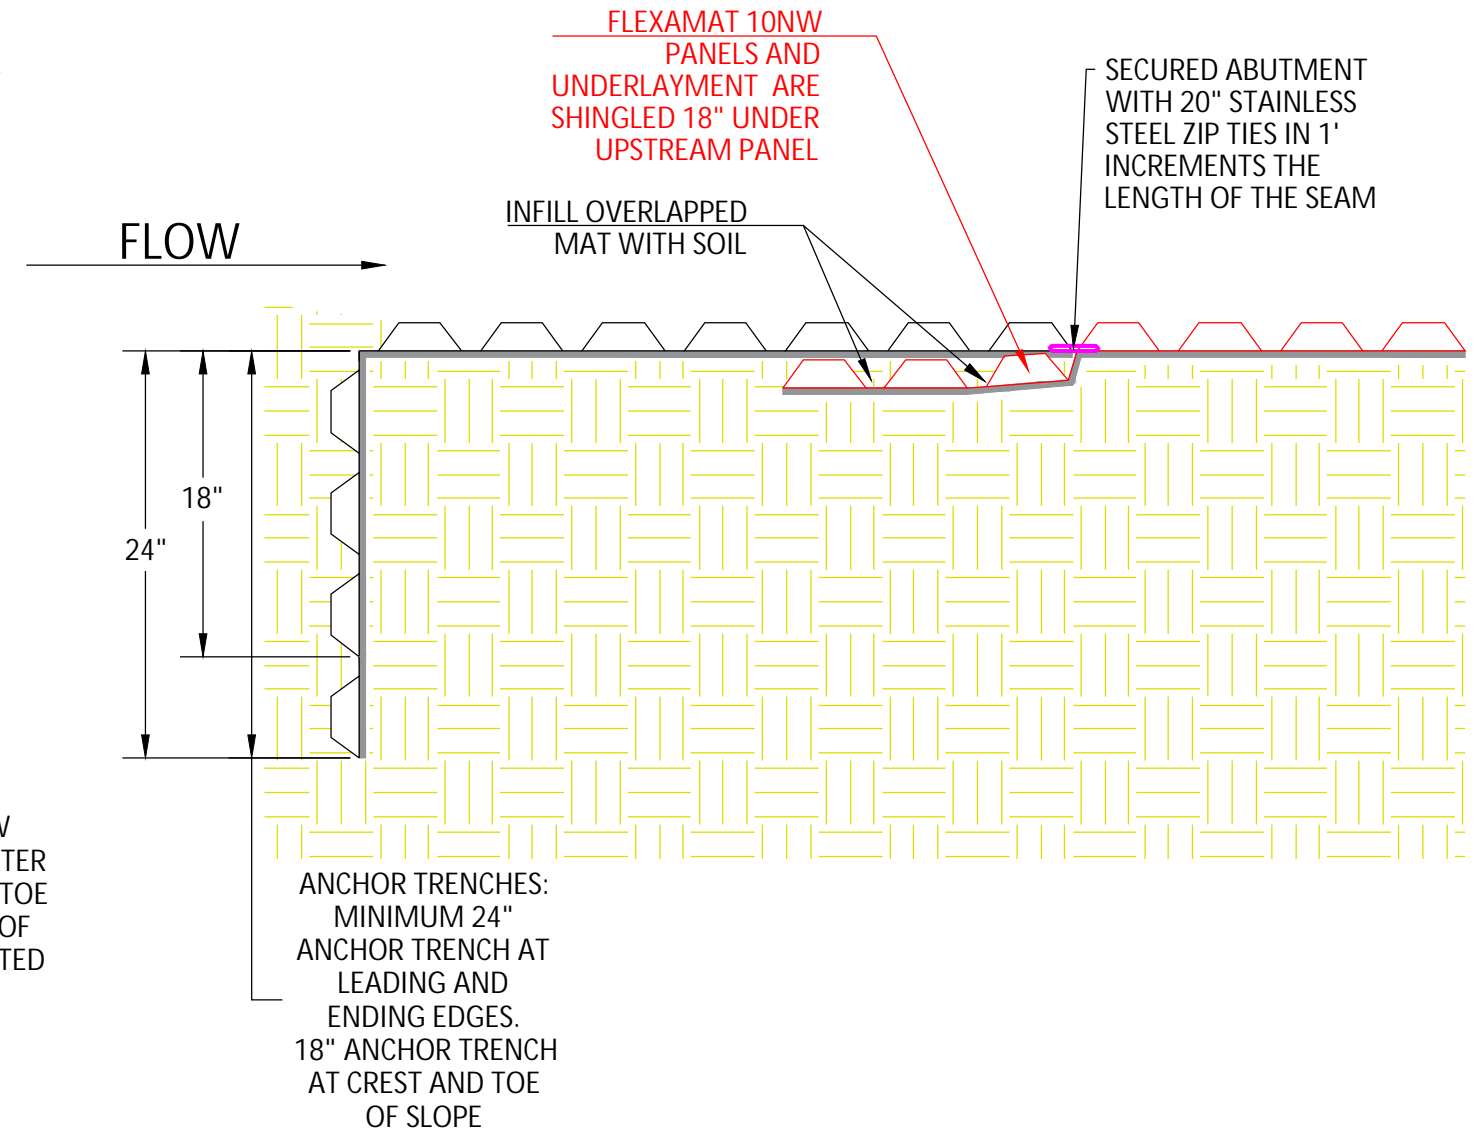 FLEXAMAT 10NW
PANELS AND
UNDERLAYMENT ARE
SHINGLED 18" UNDER
UPSTREAM PANEL
SECURED ABUTMENT
WITH 20" STAINLESS
STEEL ZIP TIES IN 1'
INCREMENTS THE
LENGTH OF THE SEAM
INFILL OVERLAPPED
MAT WITH SOIL
FLOW
18"
24"
TOE
OF
ANCHOR TRENCHES:
MINIMUM 24"
ANCHOR TRENCH AT
LEADING AND
ENDING EDGES.
18" ANCHOR TRENCH
AT CREST AND TOE
OF SLOPE